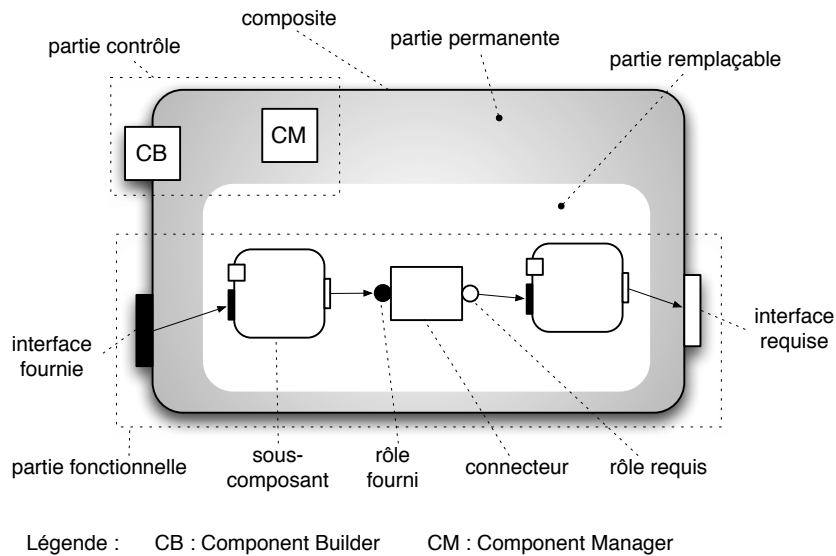 composite
partie contrôle
partie permanente
partie remplaçable
CB
CM
interface
fournie
interface
requise
partie fonctionnelle
sous-
composant
rôle
fourni
connecteur
rôle requis
Légende : CB : Component Builder CM : Component Manager